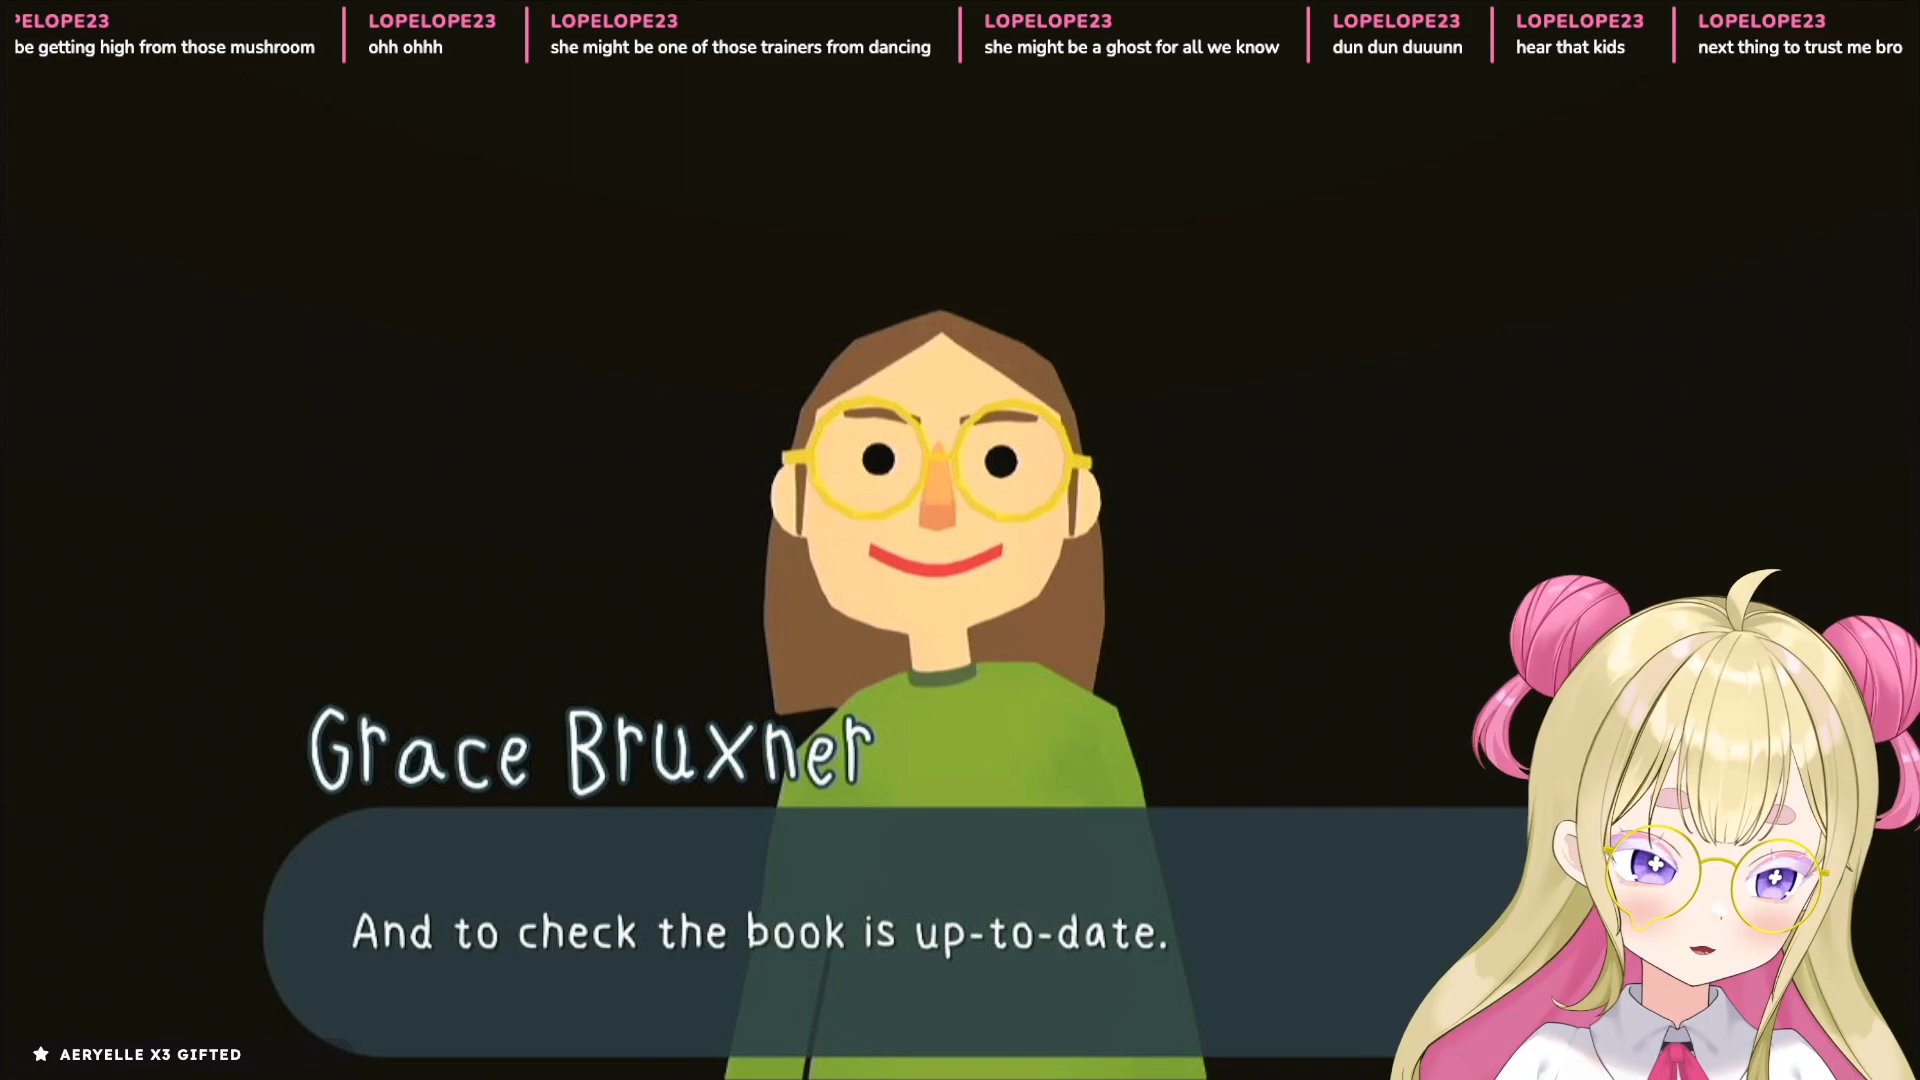 PELOPE23
be getting high from those mushroom
LOPELOPE23
ohh ohhh
LOPELOPE23
she might be one of those trainers from dancing
LOPELOPE23
she might be a ghost for all we know
LOPELOPE23
dun dun duuunn
LOPELOPE23
hear that kids
LOPELOPE23
next thing to trust me bro
Grace Bruxner
And to check the book is up-to-date.
AERYELLE X3 GIFTED